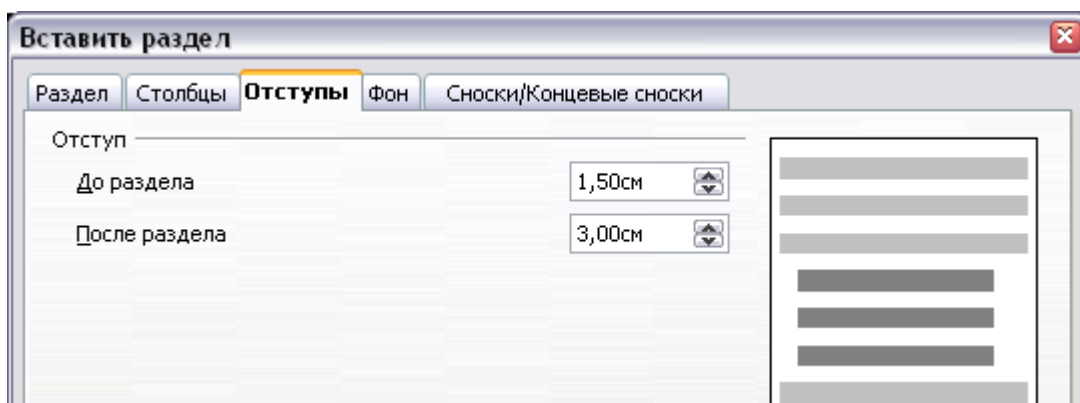 Вставить раздел
Раздел Столбцы Отступы Фон Сноски/Концевые сноски
Отступ
До раздела 1,50см
После раздела 3,00см